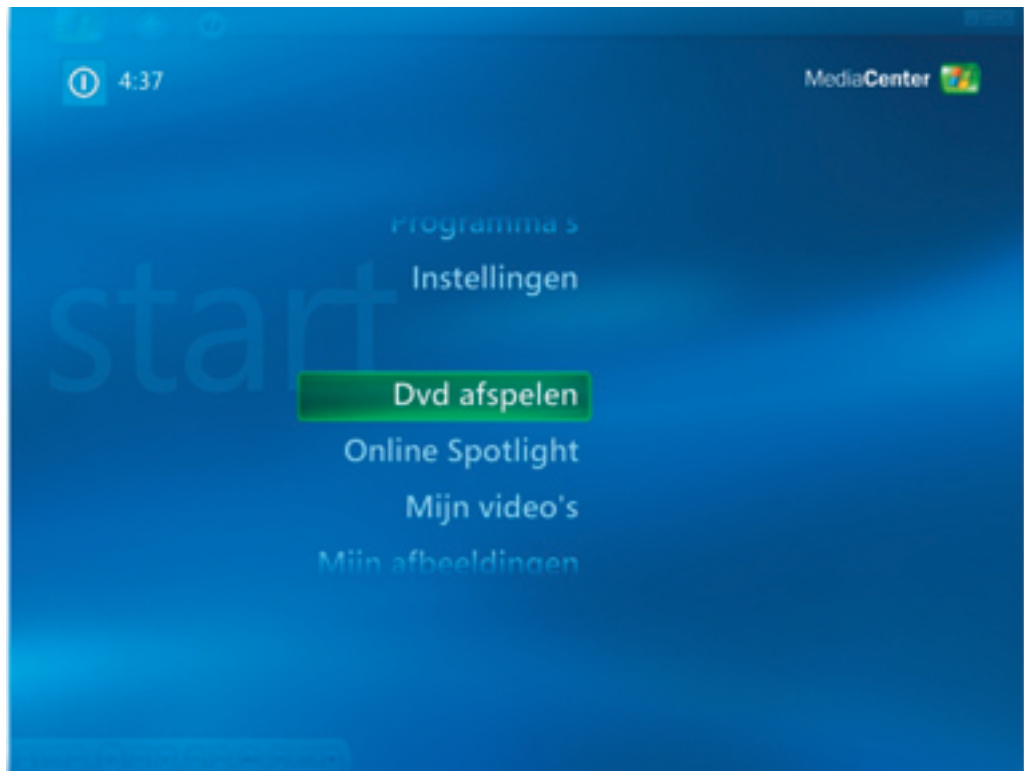 4:37
MediaCenter
Programma's
Instellingen
start
Dvd afspelen
Online Spotlight
Mijn video's
Mijn afbeeldingen